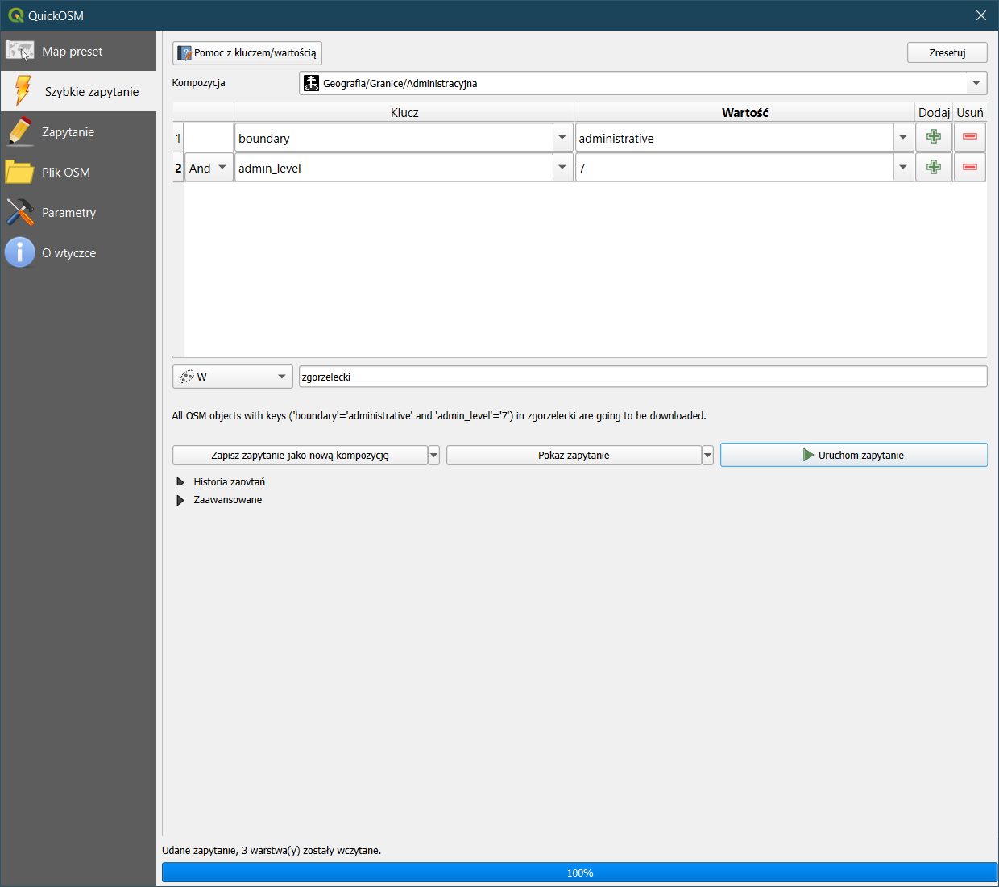 QuickOSM
Map preset
Szybkie zapytanie
Zapytanie
Plik OSM
Parametry
O wtyczce
Pomoc z kluczem/wartością
Zresetuj
Kompozycja
Geografia/Granice/Administracyjna
Klucz Wartość Dodaj Usuń
1 boundary administrative
2 And admin_level 7
W zgorzelecki
All OSM objects with keys ('boundary'='administrative' and 'admin_level'='7') in zgorzelecki are going to be downloaded.
Zapisz zapytanie jako nową kompozycję
Pokaż zapytanie
Uruchom zapytanie
Historia zapytań
Zaawansowane
Udane zapytanie, 3 warstwa(y) zostały wczytane.
100%